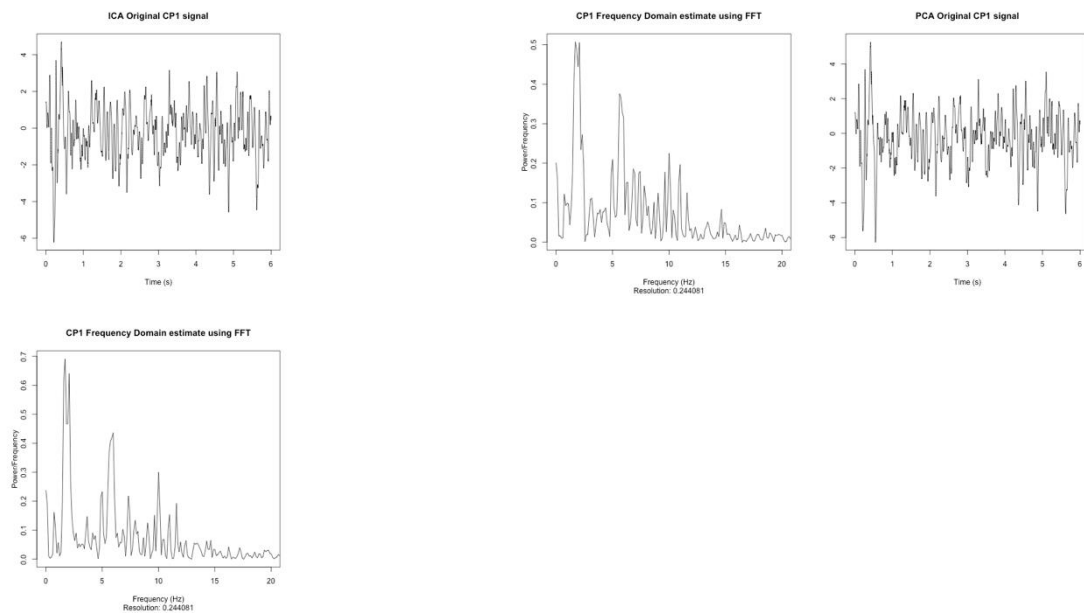 ICA Original CP1 signal
4
2
0
-2
-4
-6
0 1 2 3 4 5 6
Time (s)
CP1 Frequency Domain estimate using FFT
Power/Frequency
0.5
0.4
0.3
0.2
0.1
0.0
0 5 10 15 20
Frequency (Hz)
Resolution: 0.244081
PCA Original CP1 signal
4
2
0
-2
-4
-6
0 1 2 3 4 5 6
Time (s)
CP1 Frequency Domain estimate using FFT
Power/Frequency
0.7
0.6
0.5
0.4
0.3
0.2
0.1
0.0
0 5 10 15 20
Frequency (Hz)
Resolution: 0.244081